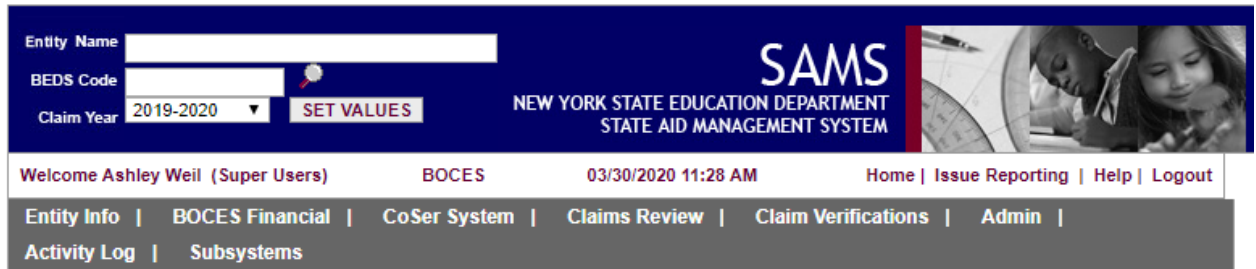 Entity Name
BEDS Code
Claim Year 2019-2020 SET VALUES
SAMS
NEW YORK STATE EDUCATION DEPARTMENT
STATE AID MANAGEMENT SYSTEM
Welcome Ashley Weil (Super Users) BOCES 03/30/2020 11:28 AM Home | Issue Reporting | Help | Logout
Entity Info | BOCES Financial | CoSer System | Claims Review | Claim Verifications | Admin |
Activity Log | Subsystems